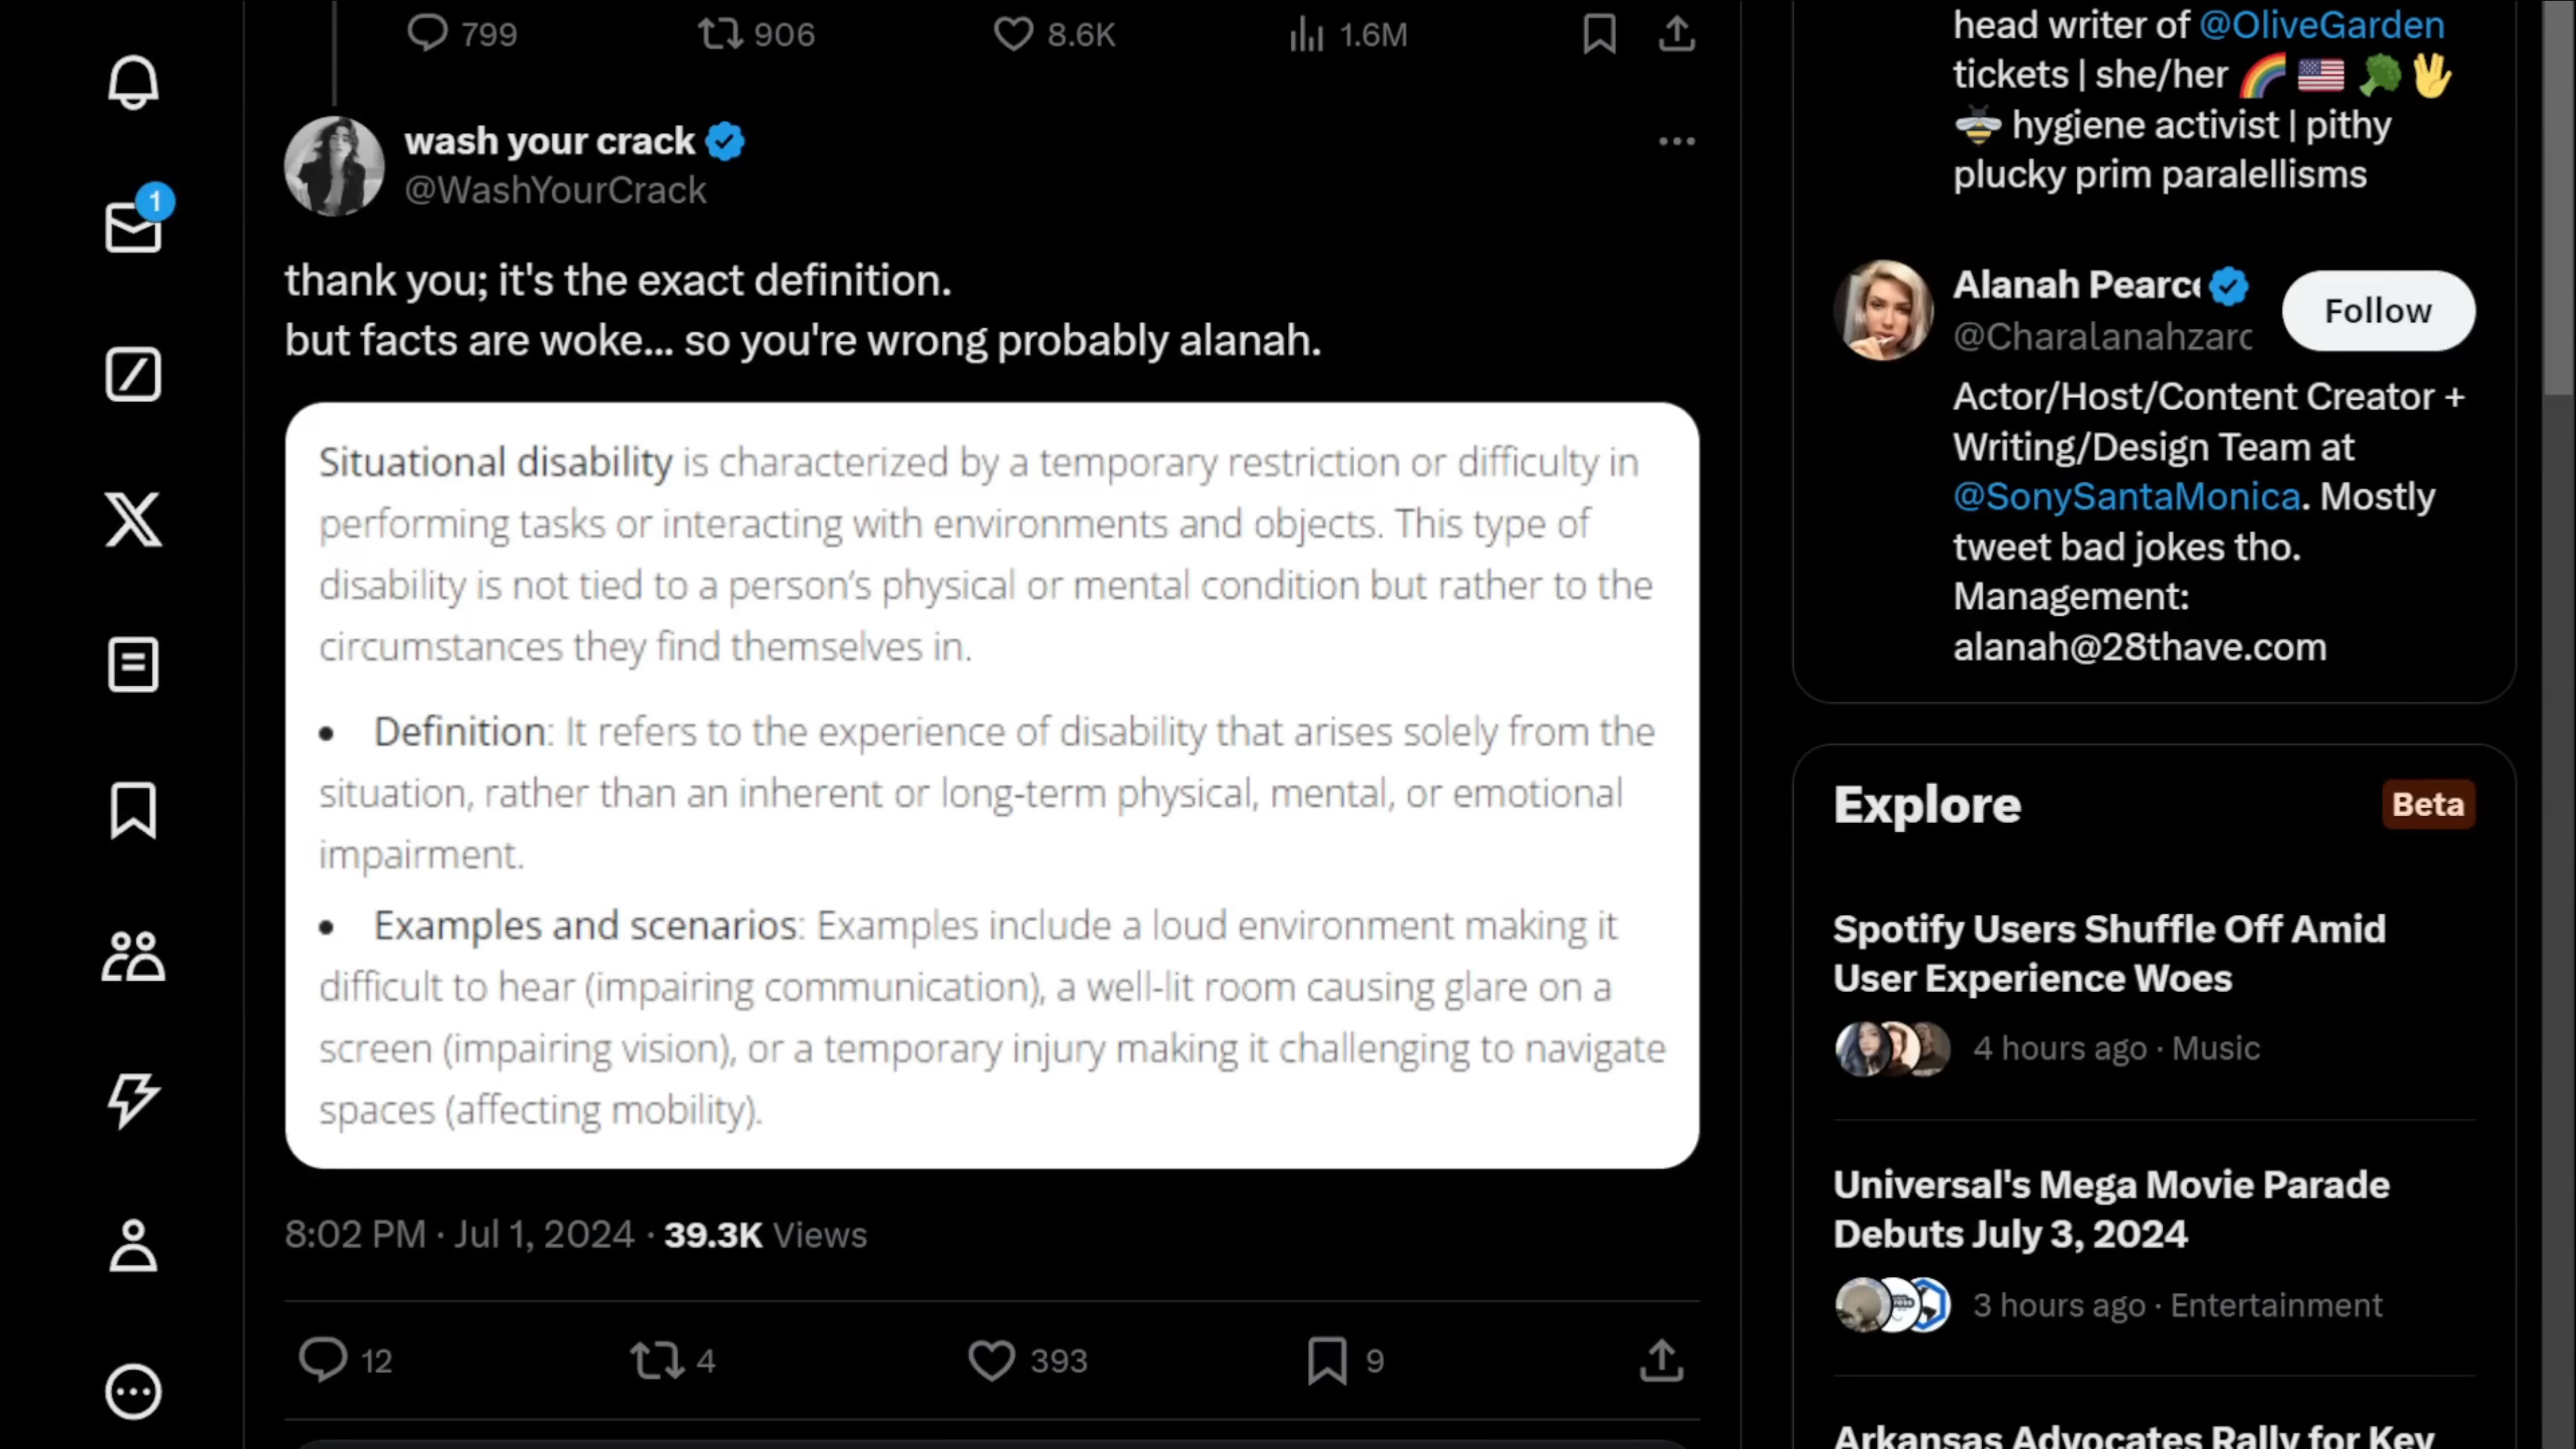 799 906 8.6K 1.6M
wash your crack
@WashYourCrack
thank you; it's the exact definition.
but facts are woke... so you're wrong probably alanah.
Situational disability is characterized by a temporary restriction or difficulty in
performing tasks or interacting with environments and objects. This type of
disability is not tied to a person's physical or mental condition but rather to the
circumstances they find themselves in.
• Definition: It refers to the experience of disability that arises solely from the
situation, rather than an inherent or long-term physical, mental, or emotional
impairment.
• Examples and scenarios: Examples include a loud environment making it
difficult to hear (impairing communication), a well-lit room causing glare on a
screen (impairing vision), or a temporary injury making it challenging to navigate
spaces (affecting mobility).
8:02 PM · Jul 1, 2024 · 39.3K Views
12 4 393 9
1
head writer of @OliveGarden
tickets | she/her 🌈 🇺🇸 🥦 🖖
🐝 hygiene activist | pithy
plucky prim paralellisms
Alanah Pearc
@Charalanahzard
Follow
Actor/Host/Content Creator +
Writing/Design Team at
@SonySantaMonica. Mostly
tweet bad jokes tho.
Management:
alanah@28thave.com
Explore Beta
Spotify Users Shuffle Off Amid
User Experience Woes
4 hours ago · Music
Universal's Mega Movie Parade
Debuts July 3, 2024
3 hours ago · Entertainment
Arkansas Advocates Rally for Key